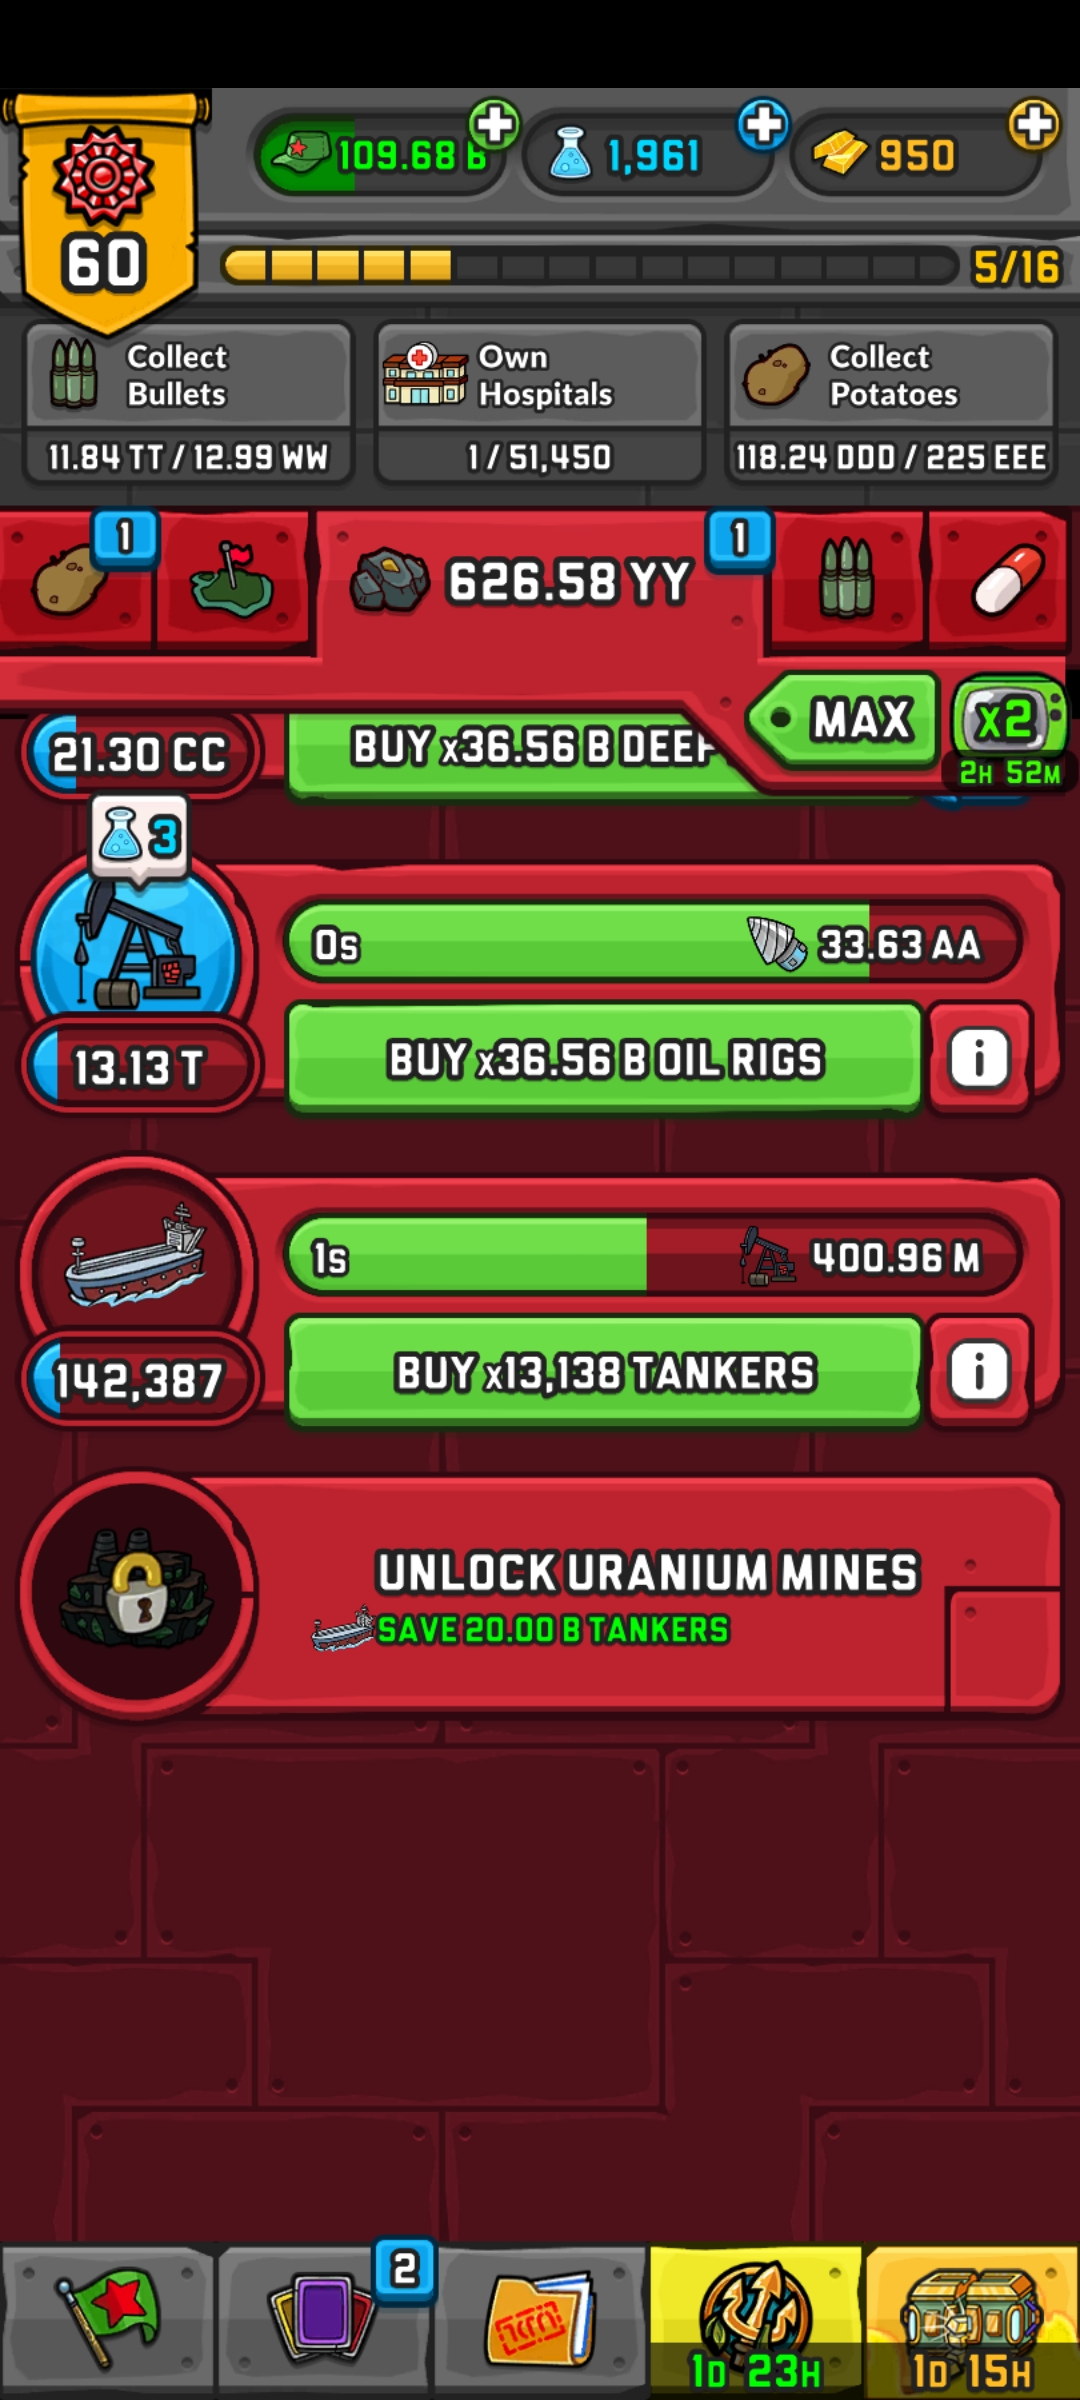 109.68 B
1,961
950
60
5/16
Collect
Bullets
11.84 TT / 12.99 WW
Own
Hospitals
1 / 51,450
Collect
Potatoes
118.24 DDD / 225 EEE
1
626.58 YY
1
MAX
x2
2H 52M
21.30 CC
BUY x36.56 B DEEP
3
0s
33.63 AA
13.13 T
BUY x36.56 B OIL RIGS
i
1s
400.96 M
142,387
BUY x13,138 TANKERS
i
UNLOCK URANIUM MINES
SAVE 20.00 B TANKERS
2
1D 23H
1D 15H